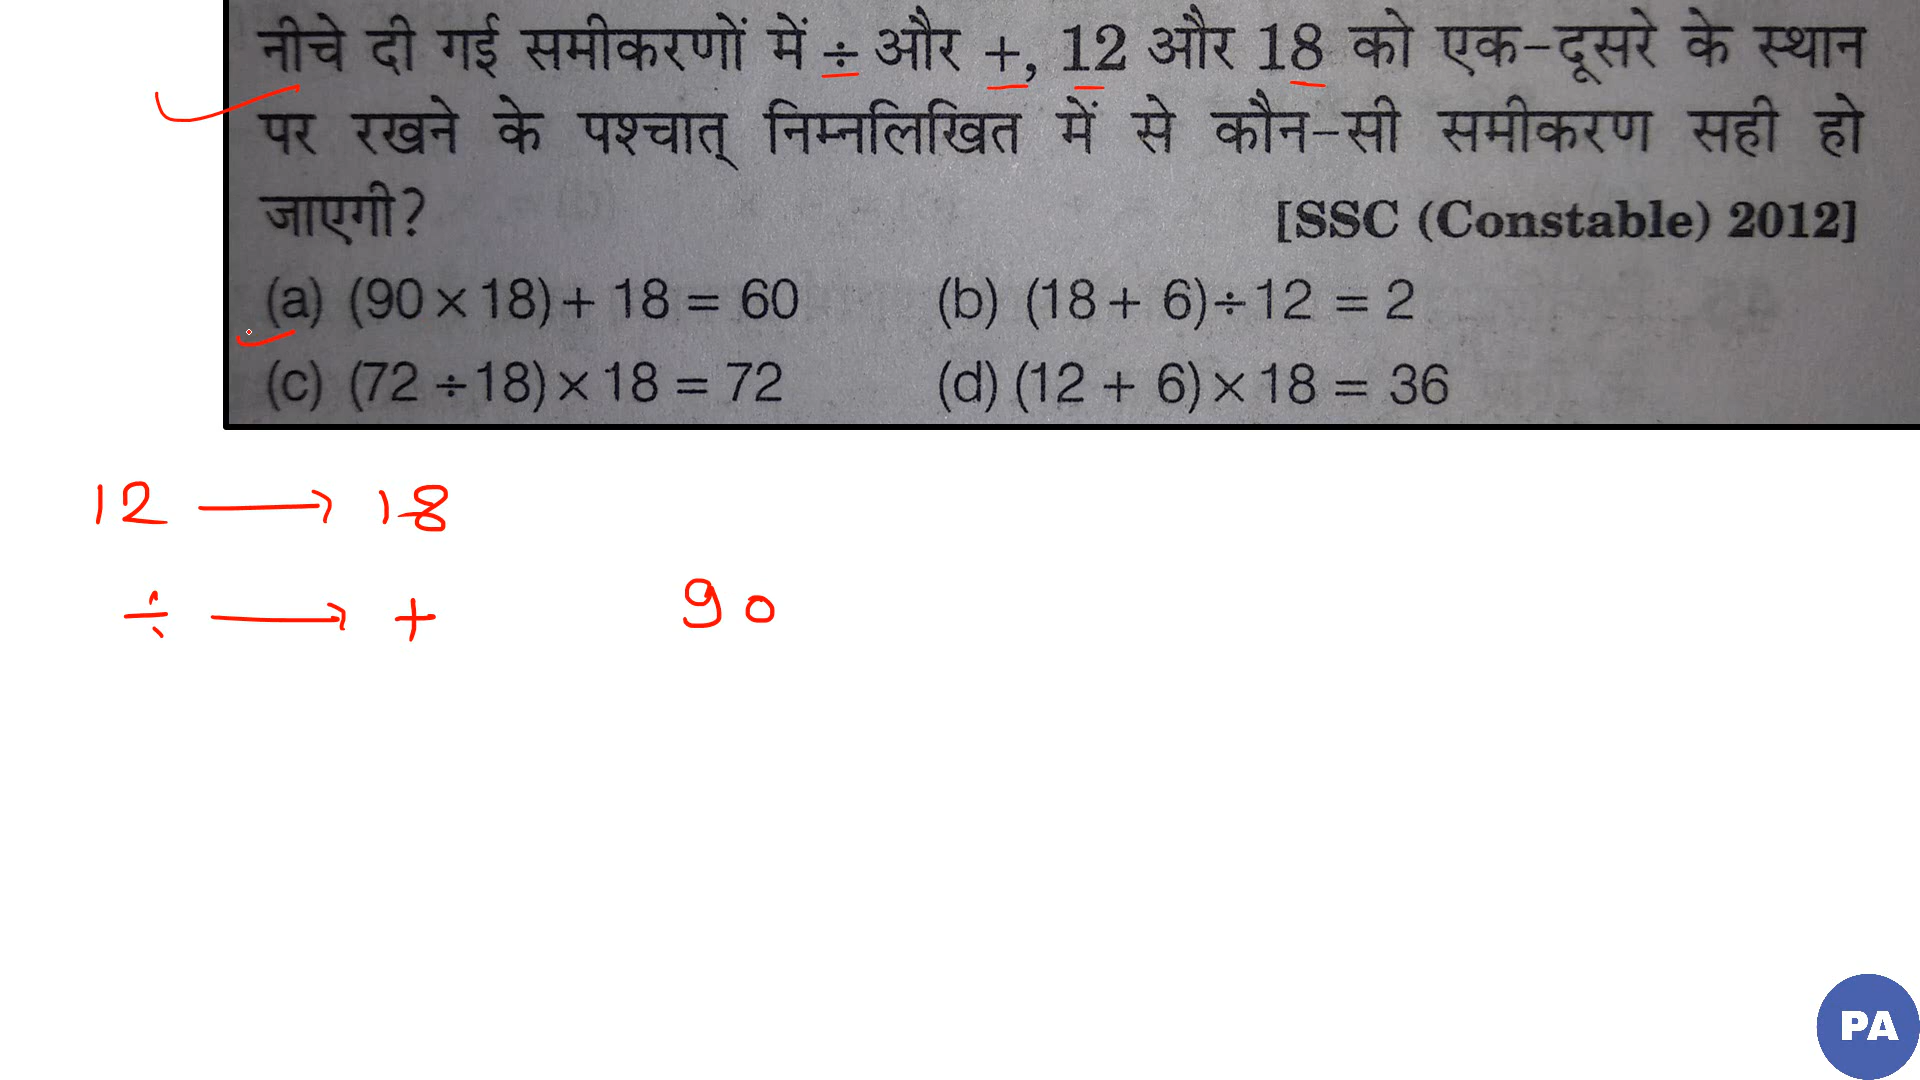 नीचे दी गई समीकरणों में ÷ और +, 12 और 18 को एक-दूसरे के स्थान
पर रखने के पश्चात् निम्नलिखित में से कौन-सी समीकरण सही हो
जाएगी? [SSC (Constable) 2012]
(a) (90 × 18) + 18 = 60 (b) (18 + 6) ÷ 12 = 2
(c) (72 ÷ 18) × 18 = 72 (d) (12 + 6) × 18 = 36
12 → 18
÷ → + 90
PA